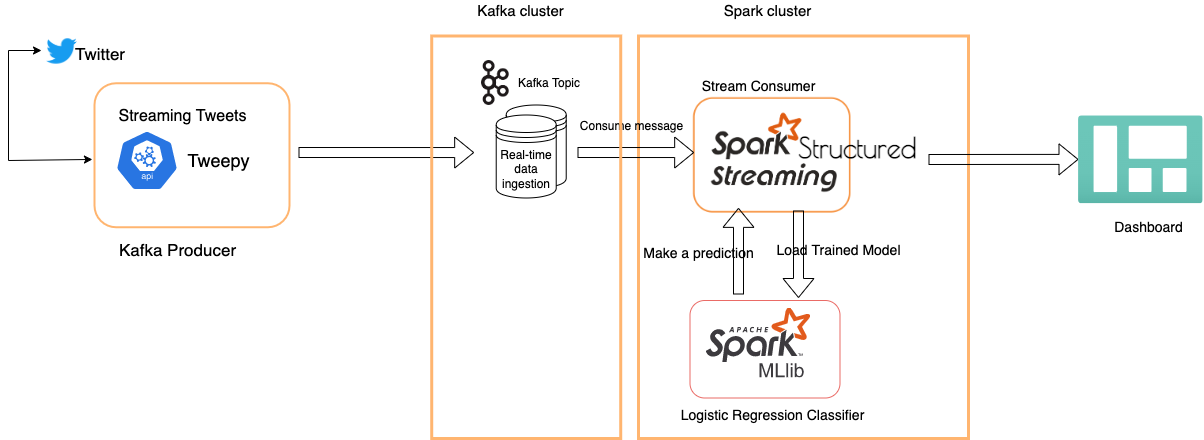 Kafka cluster
Spark cluster
Twitter
Streaming Tweets
api
Tweepy
Kafka Producer
Kafka Topic
Real-time
data
ingestion
Consume message
Stream Consumer
Spark Structured
Streaming
Make a prediction
Load Trained Model
APACHE
Spark™
MLlib
Logistic Regression Classifier
Dashboard